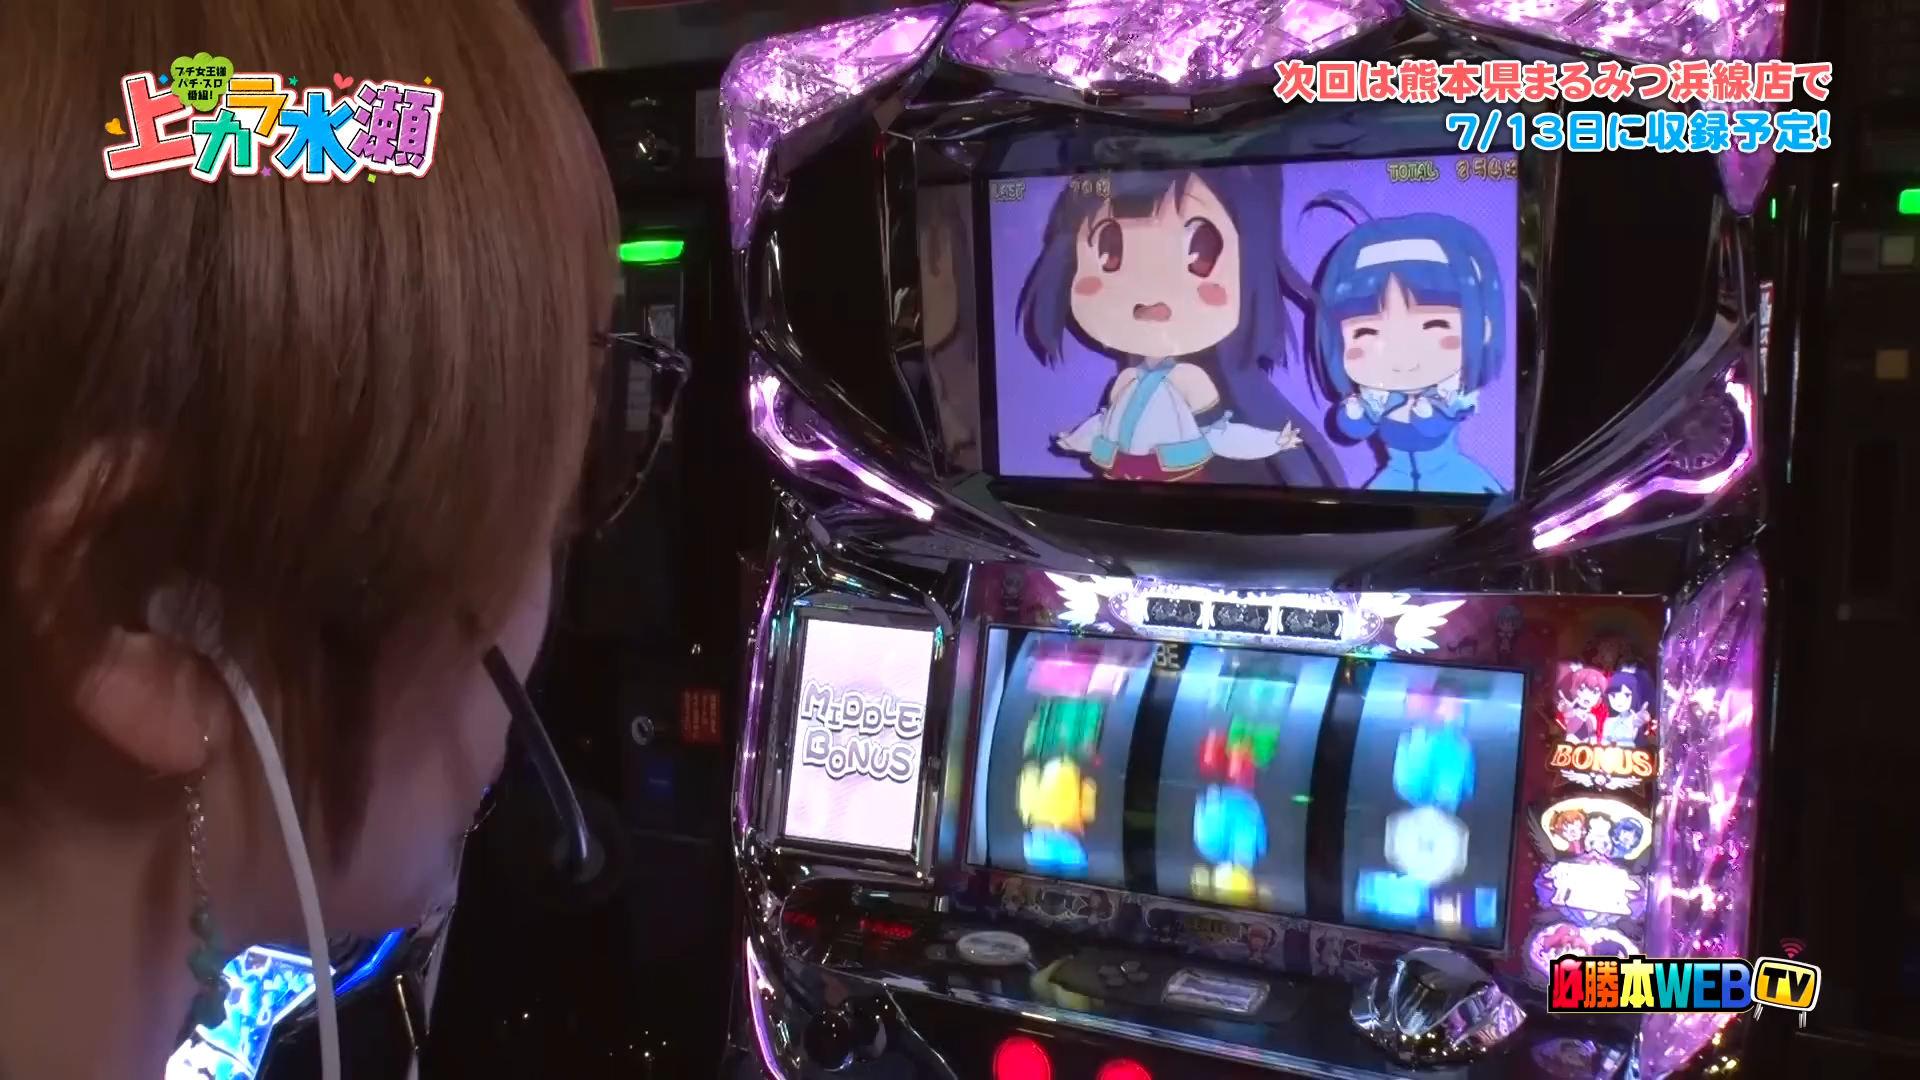 プチ女王様
パチ・スロ
番組!
上カラ水瀬
次回は熊本県まるみつ浜線店で
7/13日に収録予定!
LAST
TOTAL
MIDDLE
BONUS
BONUS
必勝本WEB TV